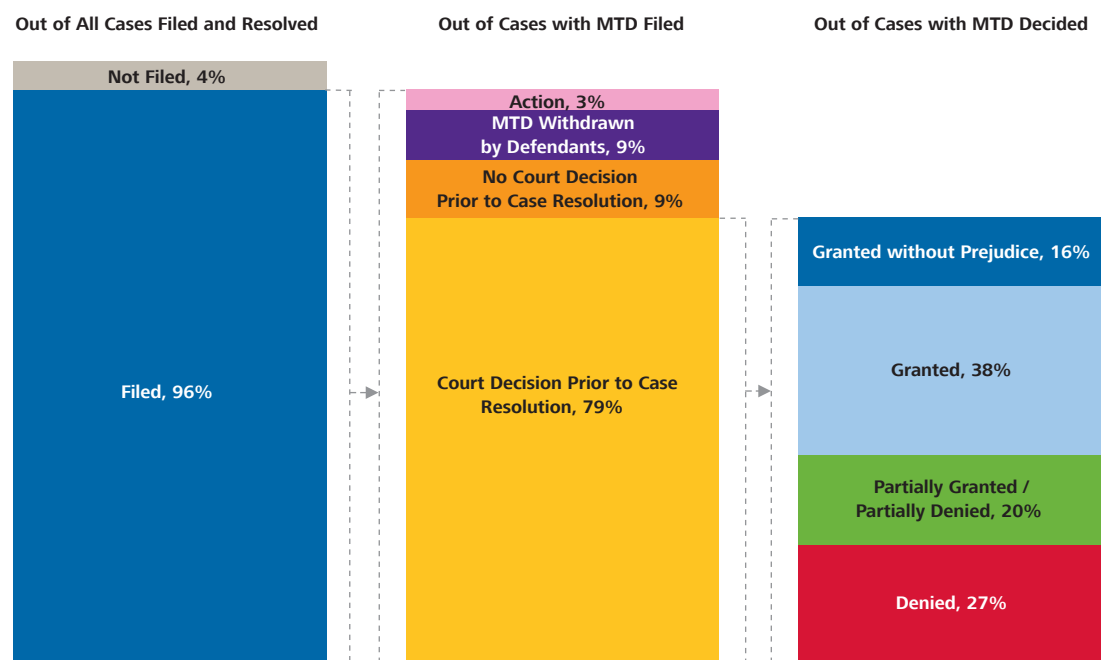 Out of All Cases Filed and Resolved
Not Filed, 4%
Filed, 96%
Out of Cases with MTD Filed
Action, 3%
MTD Withdrawn
by Defendants, 9%
No Court Decision
Prior to Case Resolution, 9%
Court Decision Prior to Case
Resolution, 79%
Out of Cases with MTD Decided
Granted without Prejudice, 16%
Granted, 38%
Partially Granted /
Partially Denied, 20%
Denied, 27%